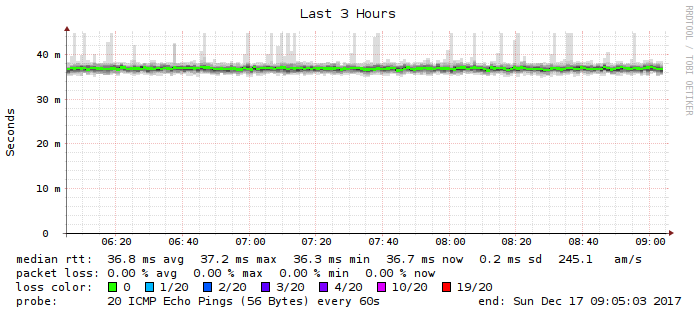 Last 3 Hours
RRDTOOL / TOBI OETIKER
Seconds
40 m
30 m
20 m
10 m
0
06:20 06:40 07:00 07:20 07:40 08:00 08:20 08:40 09:00
median rtt: 36.8 ms avg 37.2 ms max 36.3 ms min 36.7 ms now 0.2 ms sd 245.1 am/s
packet loss: 0.00 % avg 0.00 % max 0.00 % min 0.00 % now
loss color: 0 1/20 2/20 3/20 4/20 10/20 19/20
probe: 20 ICMP Echo Pings (56 Bytes) every 60s end: Sun Dec 17 09:05:03 2017